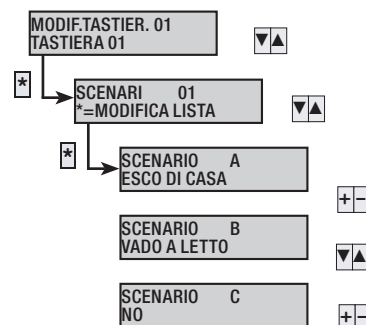 MODIF.TASTIER. 01
TASTIERA 01
▼▲
*
SCENARI 01
*=MODIFICA LISTA
▼▲
*
SCENARIO A
ESCO DI CASA
+ -
SCENARIO B
VADO A LETTO
▼▲
SCENARIO C
NO
+ -